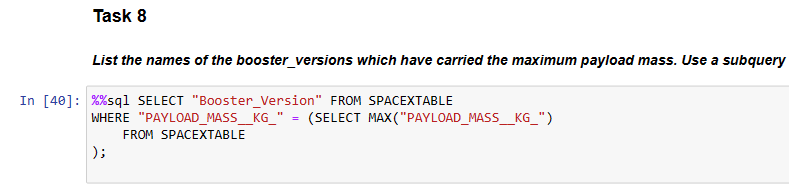 Task 8
List the names of the booster_versions which have carried the maximum payload mass. Use a subquery
In [40]: %%sql SELECT "Booster_Version" FROM SPACEXTABLE
WHERE "PAYLOAD_MASS__KG_" = (SELECT MAX("PAYLOAD_MASS__KG_")
    FROM SPACEXTABLE
);